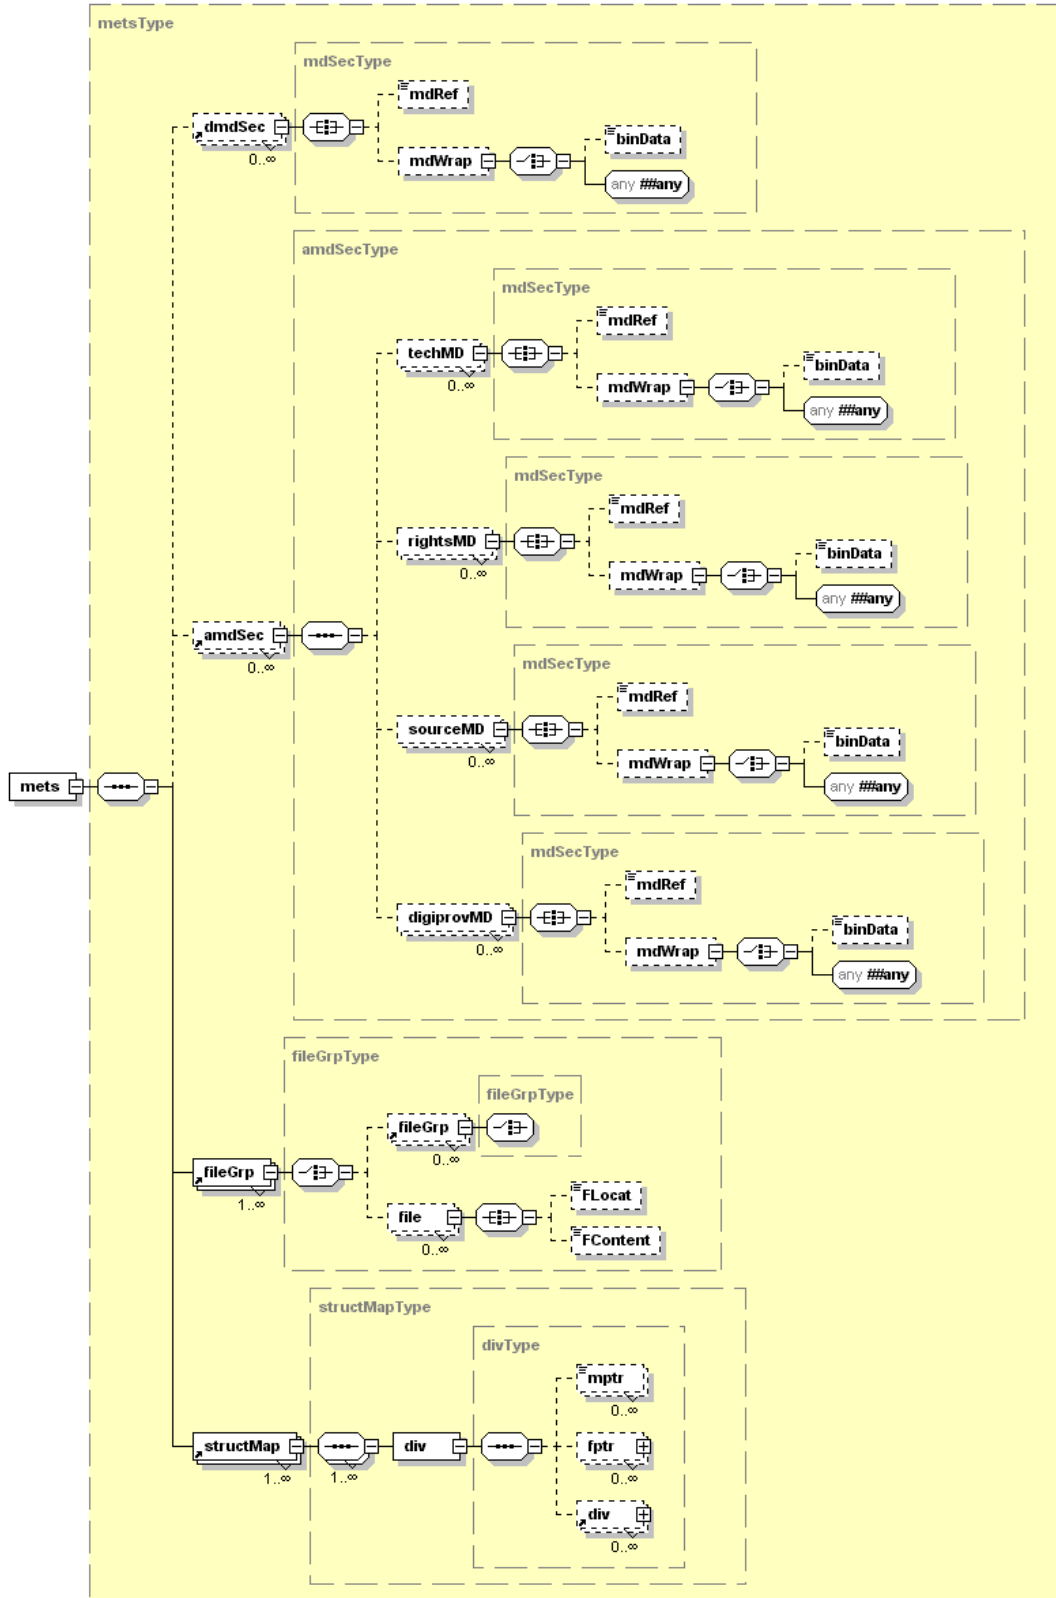 metsType
mdSecType
mdRef
dmdSec
0..∞
mdWrap
binData
any ##any
amdSecType
mdSecType
mdRef
techMD
0..∞
mdWrap
binData
any ##any
mdSecType
mdRef
rightsMD
0..∞
mdWrap
binData
any ##any
amdSec
0..∞
mdSecType
mdRef
sourceMD
0..∞
mdWrap
binData
any ##any
mets
mdSecType
mdRef
digiprovMD
0..∞
mdWrap
binData
any ##any
fileGrpType
fileGrpType
fileGrp
0..∞
fileGrp
1..∞
file
0..∞
FLocat
FContent
structMapType
divType
mptr
0..∞
structMap
1..∞
1..∞
div
fptr
0..∞
div
0..∞